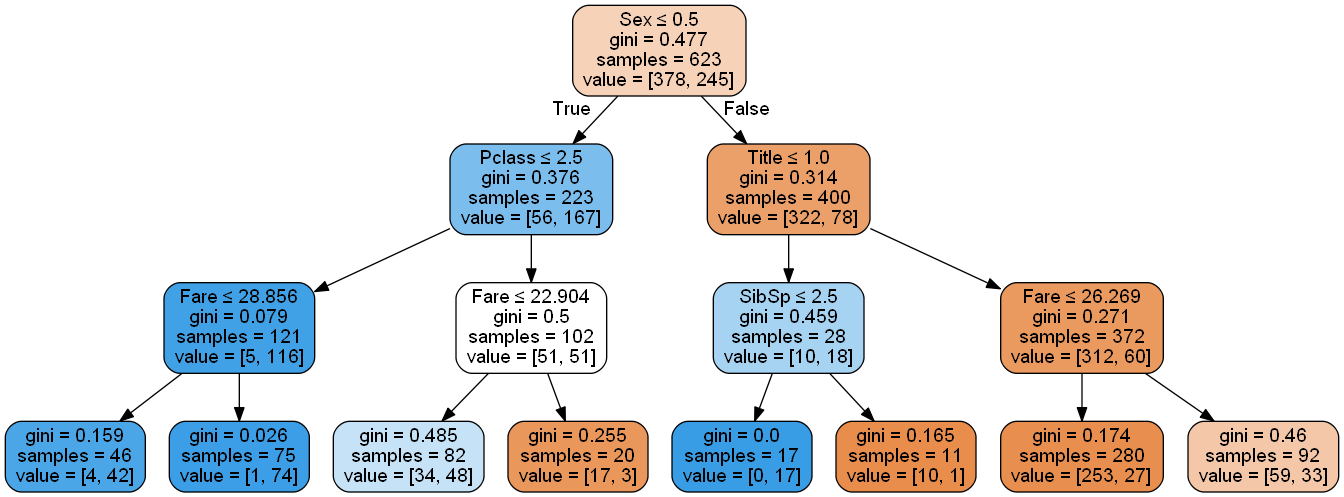 Sex ≤ 0.5
gini = 0.477
samples = 623
value = [378, 245]
True
False
Pclass ≤ 2.5
gini = 0.376
samples = 223
value = [56, 167]
Title ≤ 1.0
gini = 0.314
samples = 400
value = [322, 78]
Fare ≤ 28.856
gini = 0.079
samples = 121
value = [5, 116]
Fare ≤ 22.904
gini = 0.5
samples = 102
value = [51, 51]
SibSp ≤ 2.5
gini = 0.459
samples = 28
value = [10, 18]
Fare ≤ 26.269
gini = 0.271
samples = 372
value = [312, 60]
gini = 0.159
samples = 46
value = [4, 42]
gini = 0.026
samples = 75
value = [1, 74]
gini = 0.485
samples = 82
value = [34, 48]
gini = 0.255
samples = 20
value = [17, 3]
gini = 0.0
samples = 17
value = [0, 17]
gini = 0.165
samples = 11
value = [10, 1]
gini = 0.174
samples = 280
value = [253, 27]
gini = 0.46
samples = 92
value = [59, 33]